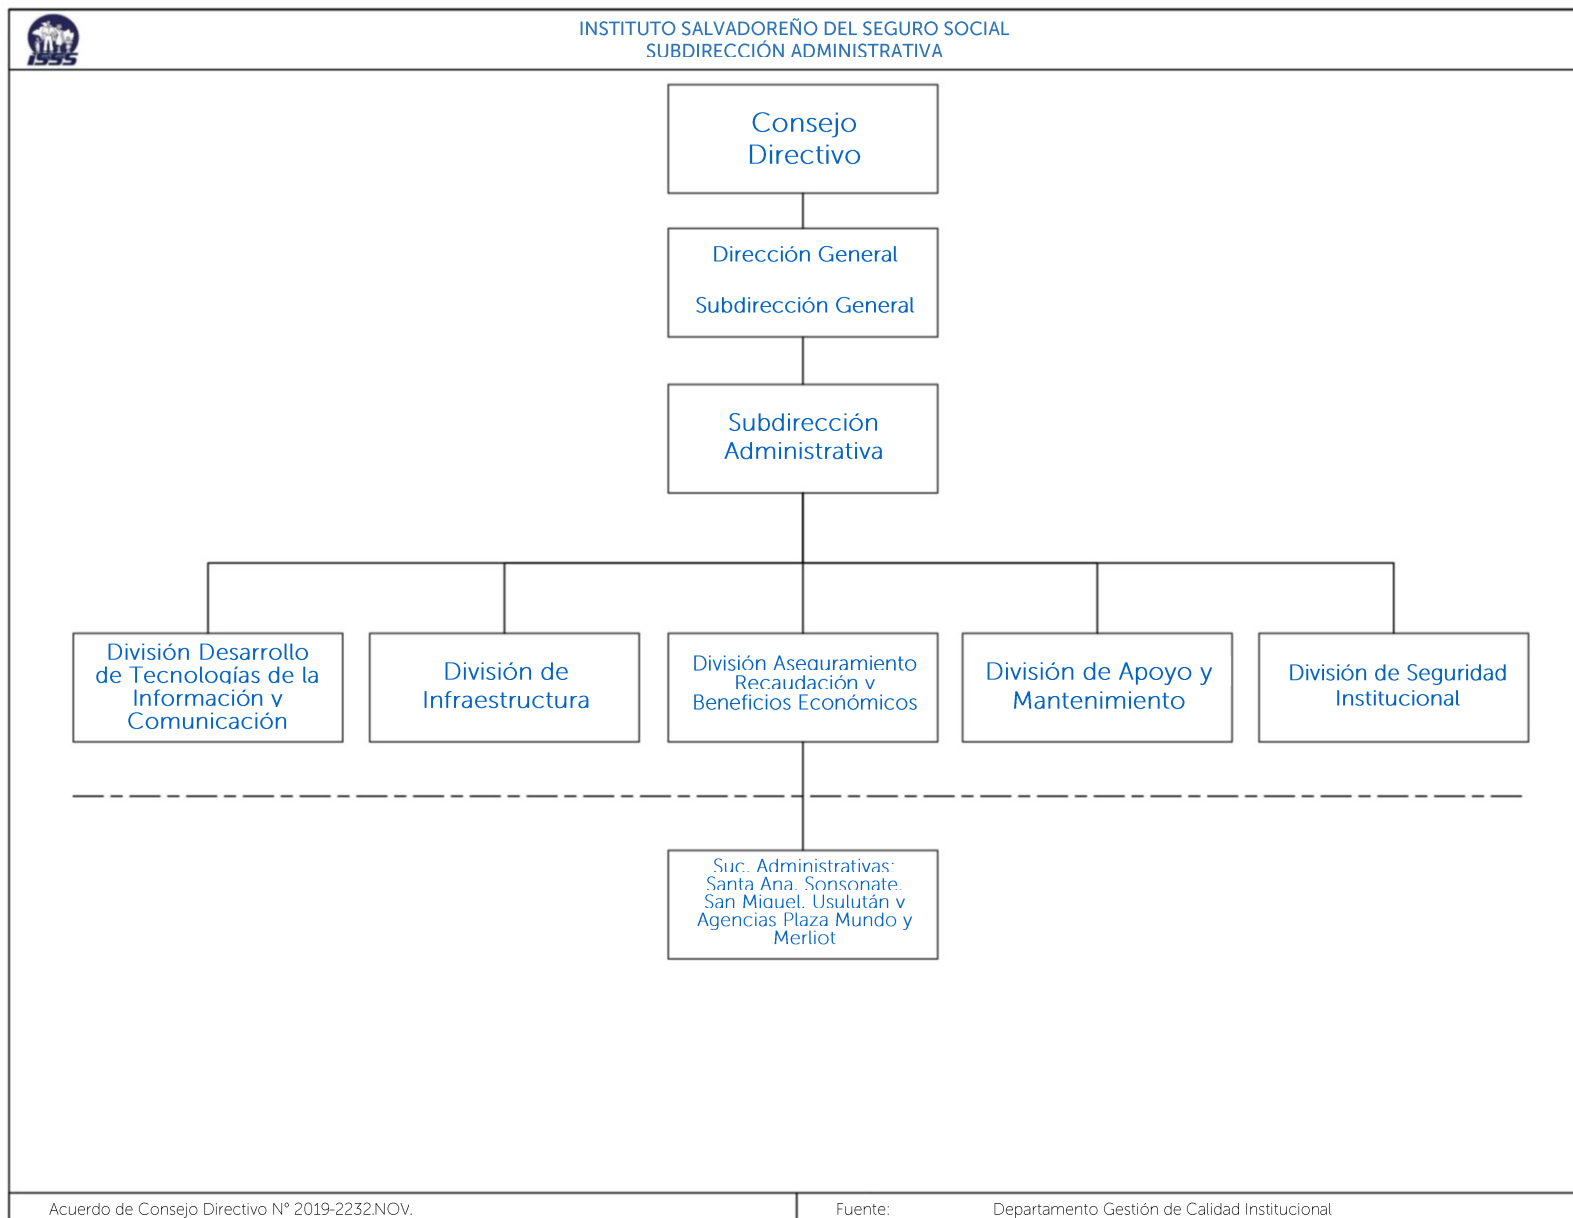 ISSS
INSTITUTO SALVADOREÑO DEL SEGURO SOCIAL
SUBDIRECCIÓN ADMINISTRATIVA
Consejo
Directivo
Dirección General
Subdirección General
Subdirección
Administrativa
División Desarrollo
de Tecnologías de la
Información y
Comunicación
División de
Infraestructura
División Aseguramiento
Recaudación y
Beneficios Económicos
División de Apoyo y
Mantenimiento
División de Seguridad
Institucional
Suc. Administrativas:
Santa Ana, Sonsonate,
San Miguel, Usulután y
Agencias Plaza Mundo y
Merliot
Acuerdo de Consejo Directivo N° 2019-2232.NOV.
Fuente: Departamento Gestión de Calidad Institucional